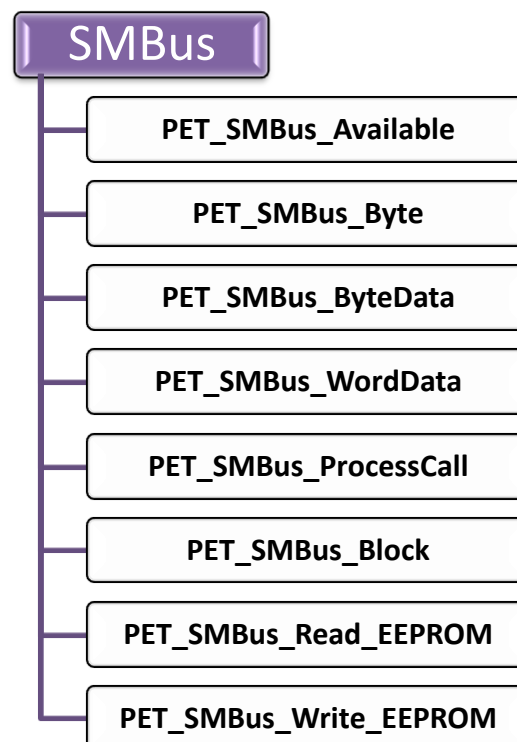 SMBus
PET_SMBus_Available
PET_SMBus_Byte
PET_SMBus_ByteData
PET_SMBus_WordData
PET_SMBus_ProcessCall
PET_SMBus_Block
PET_SMBus_Read_EEPROM
PET_SMBus_Write_EEPROM